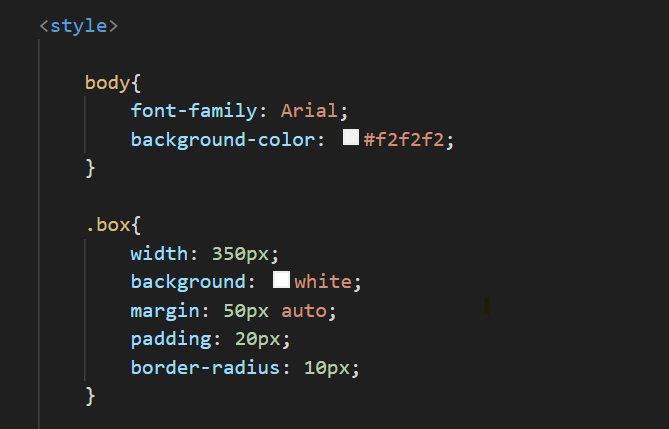 <style>
body{
font-family: Arial;
background-color: #f2f2f2;
}
.box{
width: 350px;
background: white;
margin: 50px auto;
padding: 20px;
border-radius: 10px;
}